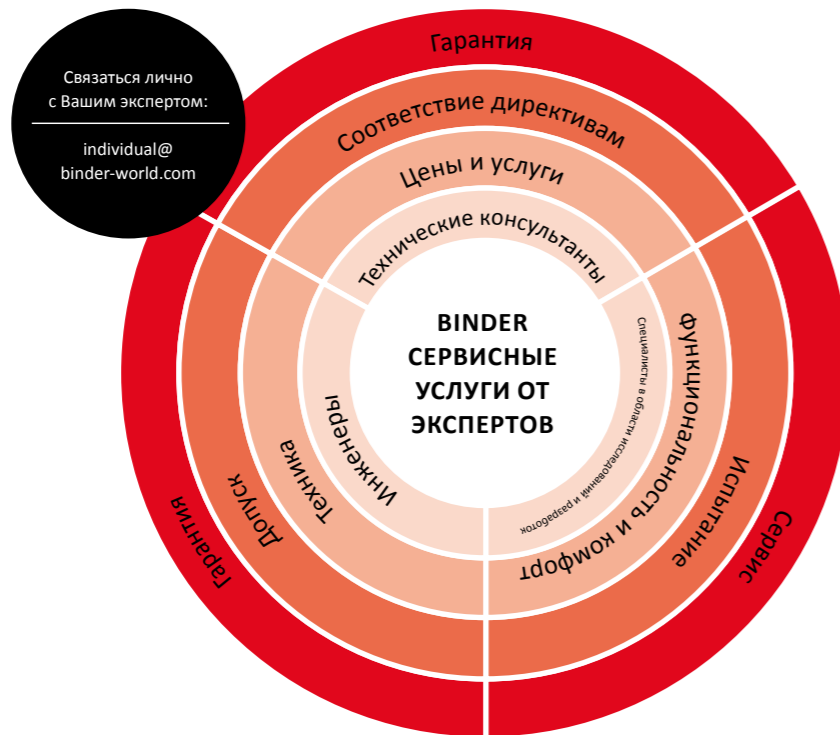 Связаться лично
с Вашим экспертом:
individual@
binder-world.com
Гарантия
Соответствие директивам
Цены и услуги
Технические консультанты
BINDER
СЕРВИСНЫЕ
УСЛУГИ ОТ
ЭКСПЕРТОВ
Специалисты в области исследований и разработок
Функциональность и комфорт
Испытание
Сервис
Инженеры
Техника
Допуск
Гарантия